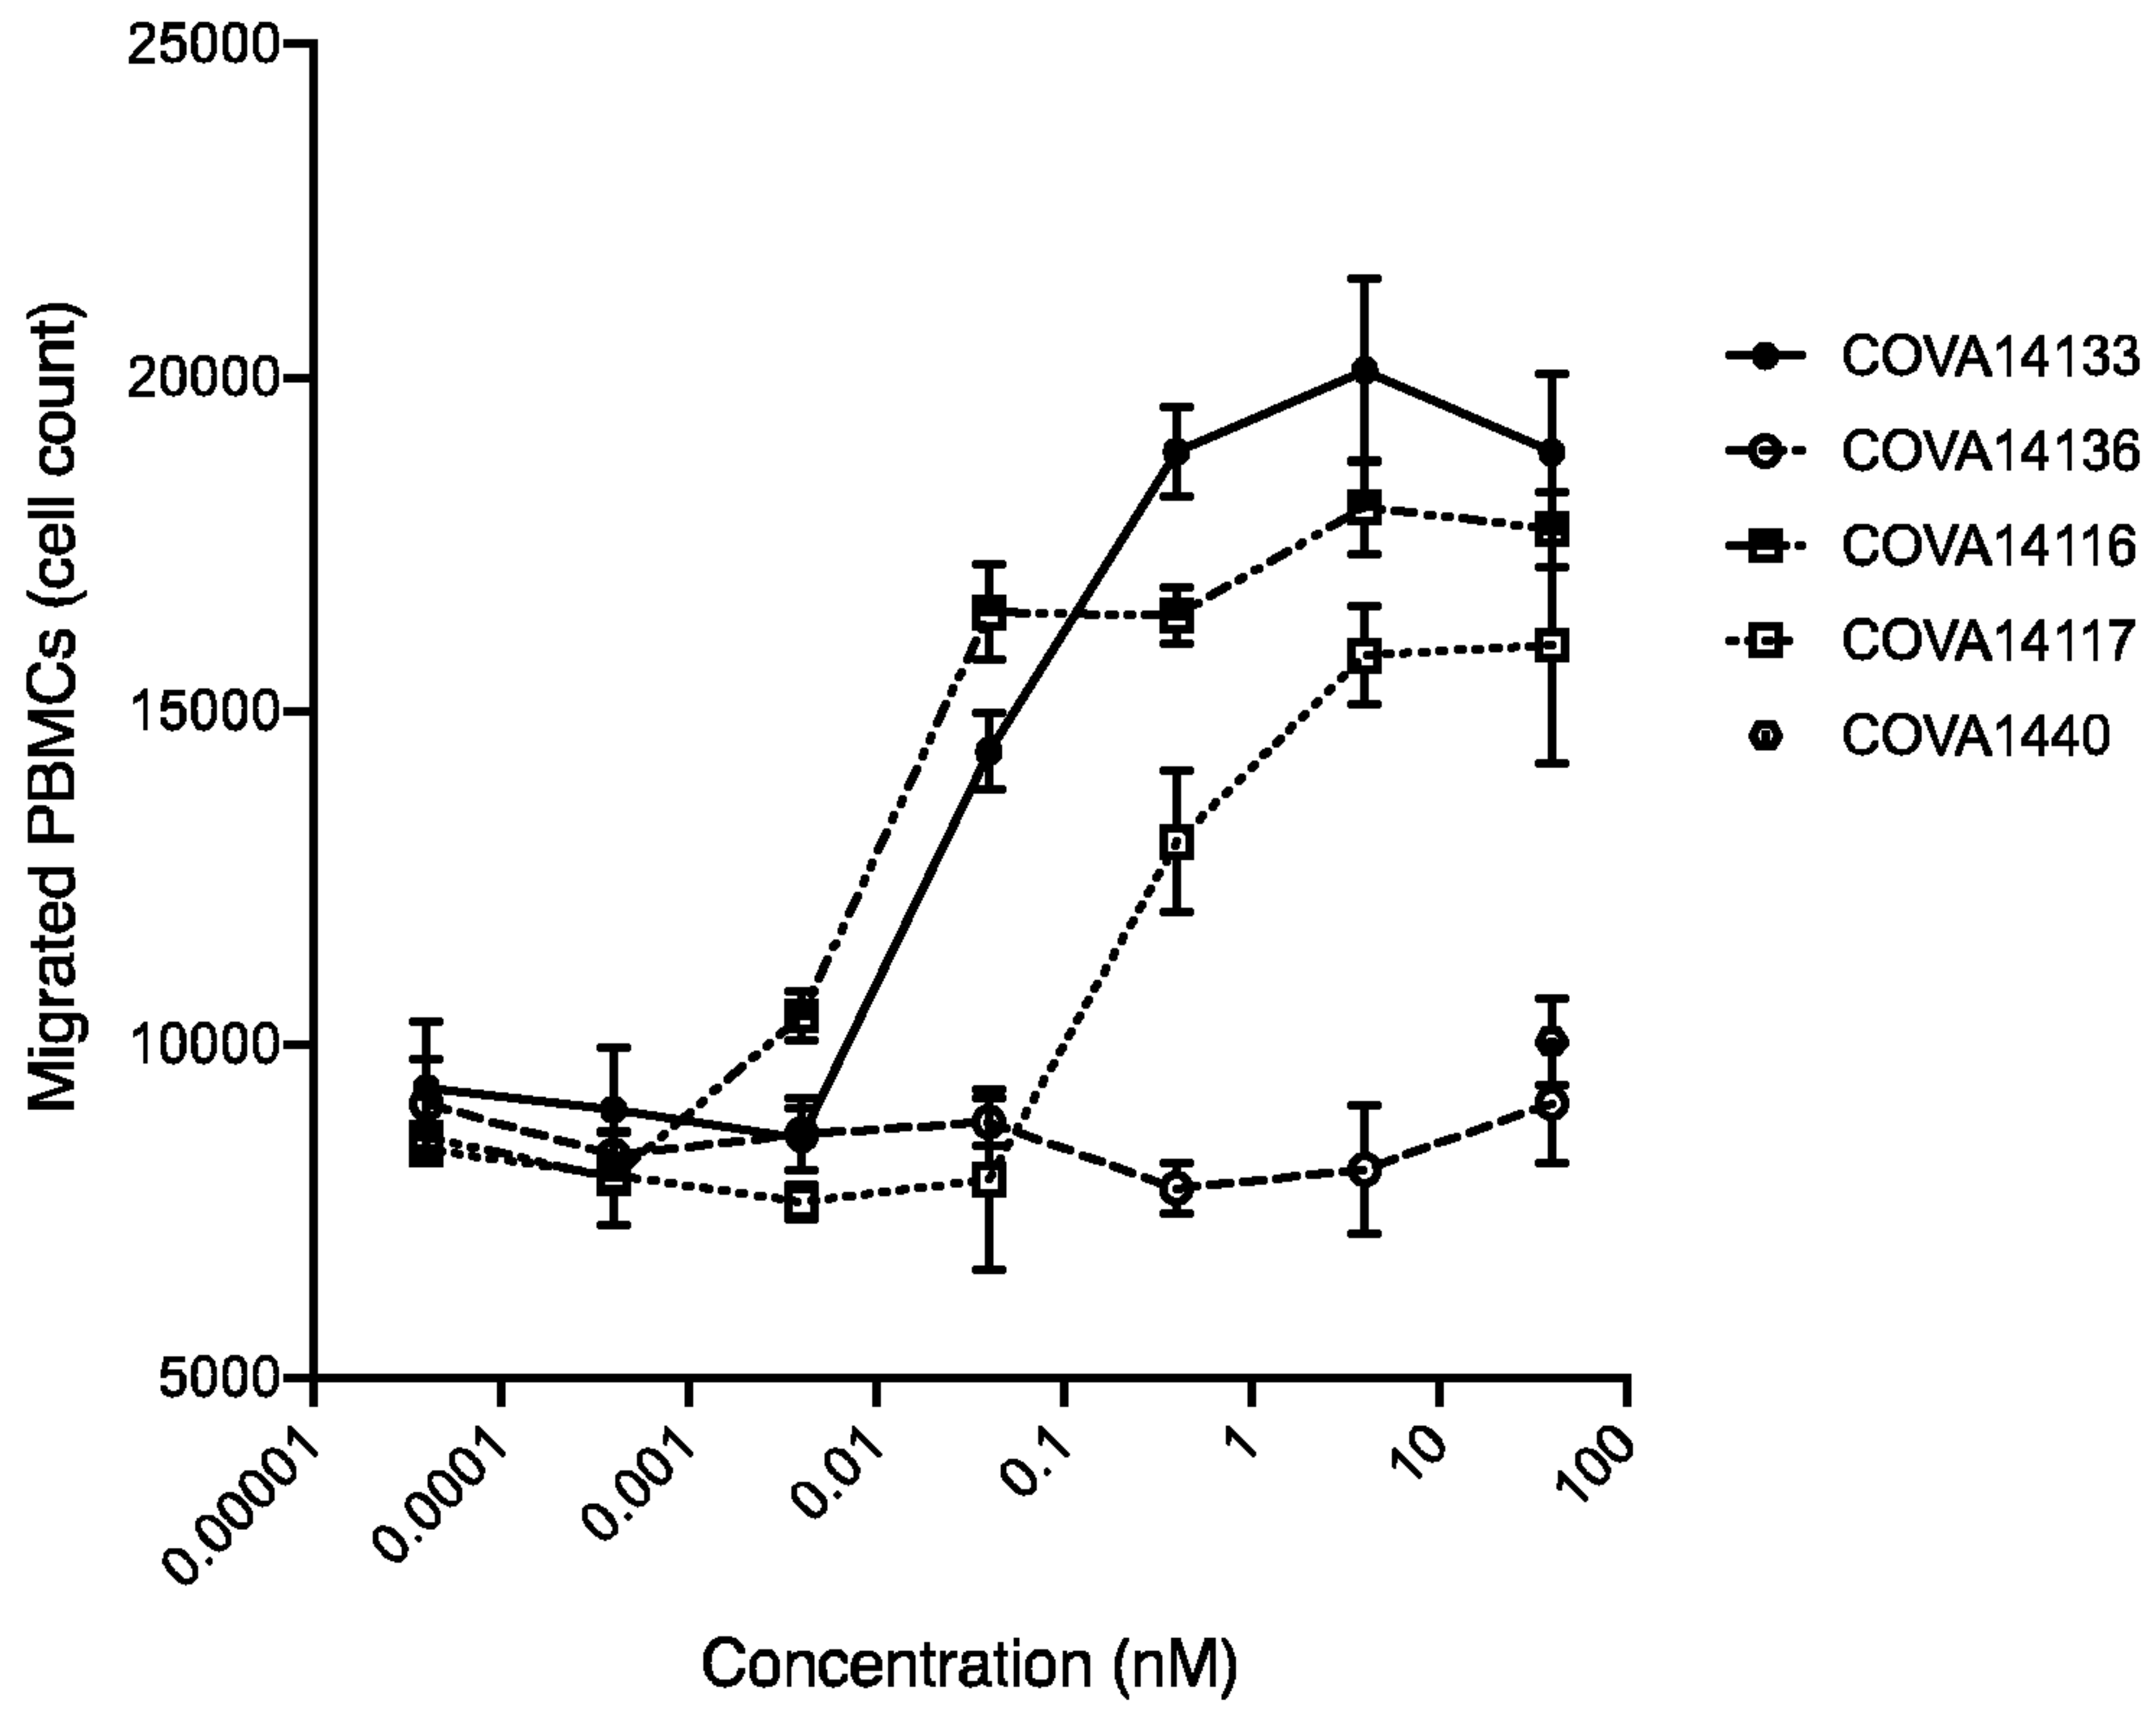 25000
20000
15000
10000
5000
Migrated PBMCs (cell count)
0.00001
0.0001
0.001
0.01
0.1
1
10
100
Concentration (nM)
COVA14133
COVA14136
COVA14116
COVA14117
COVA1440